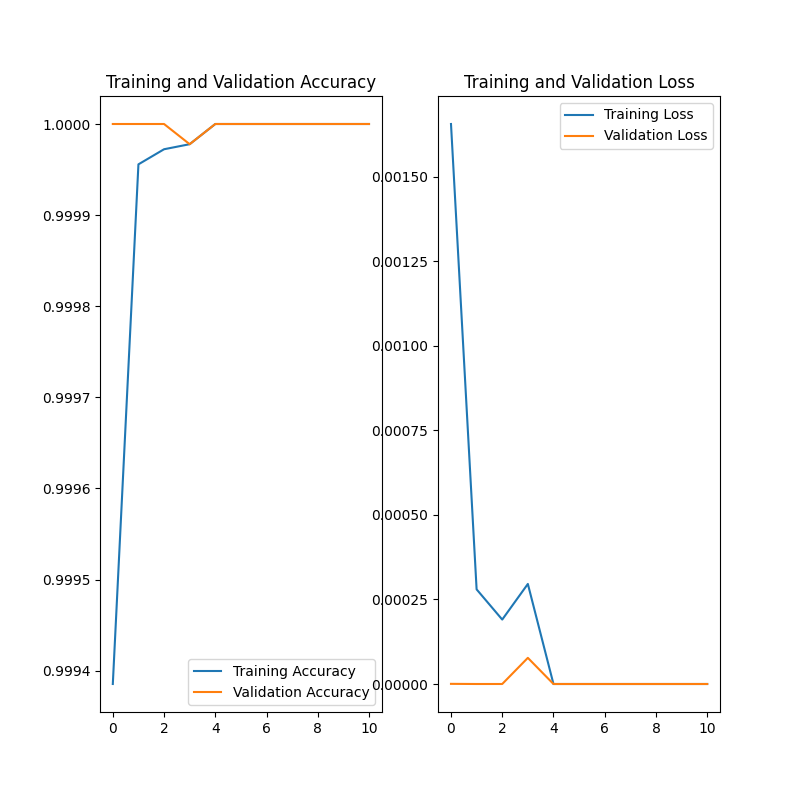 Training and Validation Accuracy
1.0000
0.9999
0.9998
0.9997
0.9996
0.9995
0.9994
Training Accuracy
Validation Accuracy
0 2 4 6 8 10
Training and Validation Loss
Training Loss
Validation Loss
0.00150
0.00125
0.00100
0.00075
0.00050
0.00025
0.00000
0 2 4 6 8 10